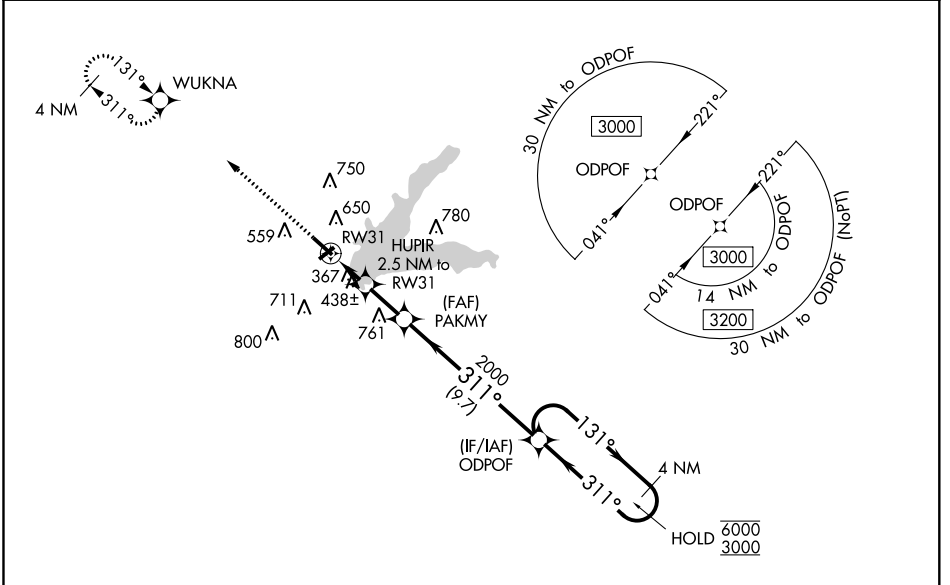 131°
311°
4 NM
WUKNA
30 NM to ODPOF
3000
221°
ODPOF
041°
221°
ODPOF
3000
041°
14 NM to ODPOF
3200
30 NM to ODPOF (NoPT)
750
650
559
RW31
780
HUPIR
2.5 NM to
RW31
367
438±
711
761
800
(FAF)
PAKMY
2000
311°
(9.7)
(IF/IAF)
ODPOF
131°
311°
4 NM
HOLD 6000
3000